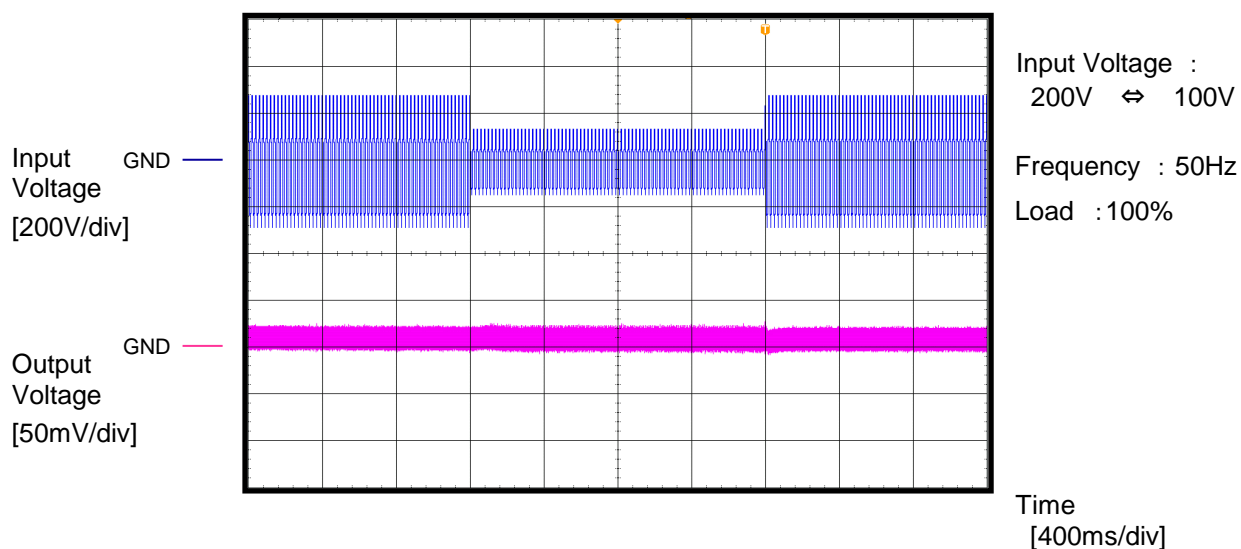 Input
Voltage
[200V/div]
GND
Output
Voltage
[50mV/div]
GND
T
Input Voltage :
200V ⇔ 100V
Frequency : 50Hz
Load :100%
Time
[400ms/div]